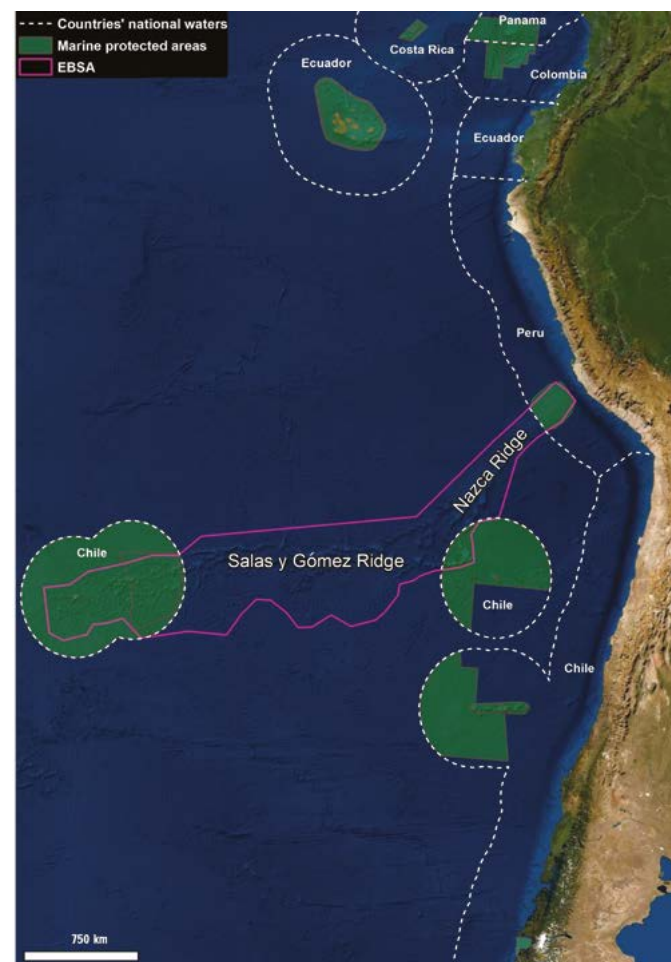 Countries' national waters
Marine protected areas
EBSA
Panama
Costa Rica
Ecuador
Colombia
Ecuador
Peru
Nazca Ridge
Chile
Salas y Gómez Ridge
Chile
Chile
750 km